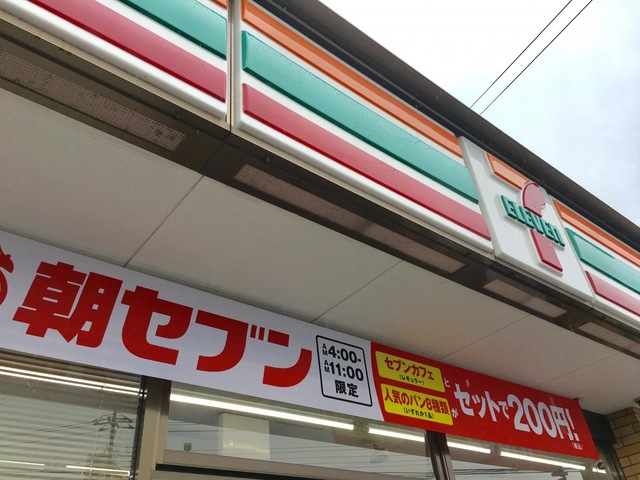 ELEVEN
朝セブン
AM4:00-
AM11:00
限定
セブンカフェ
(レギュラー)
と
人気のパン8種類
(いずれか1品)
が
セットで200円!
(税込)